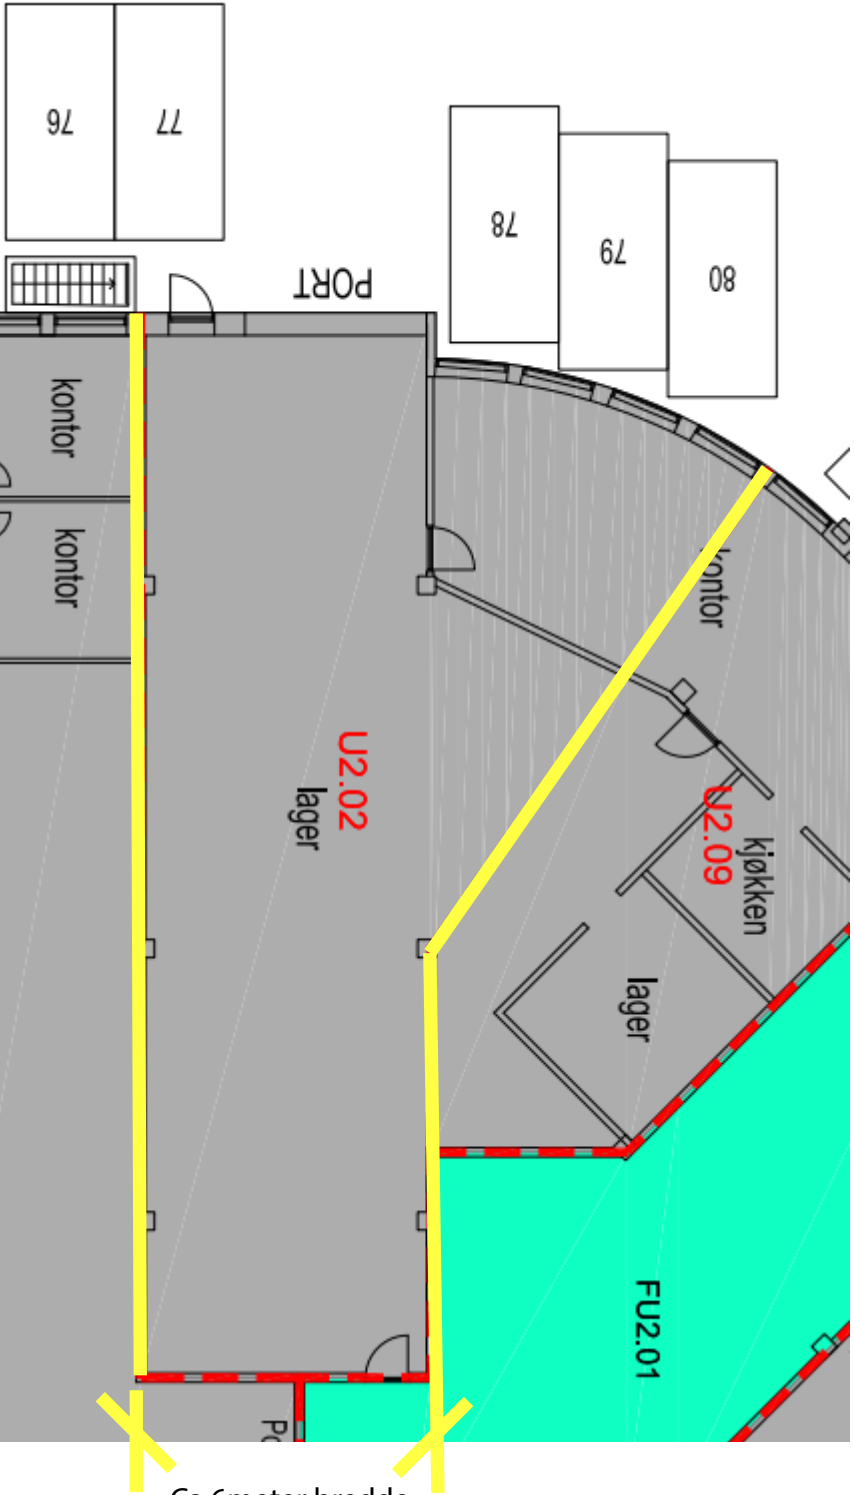 76
77
78
79
80
PORT
kontor
kontor
kontor
U2.02
lager
U2.09
kjøkken
lager
FU2.01